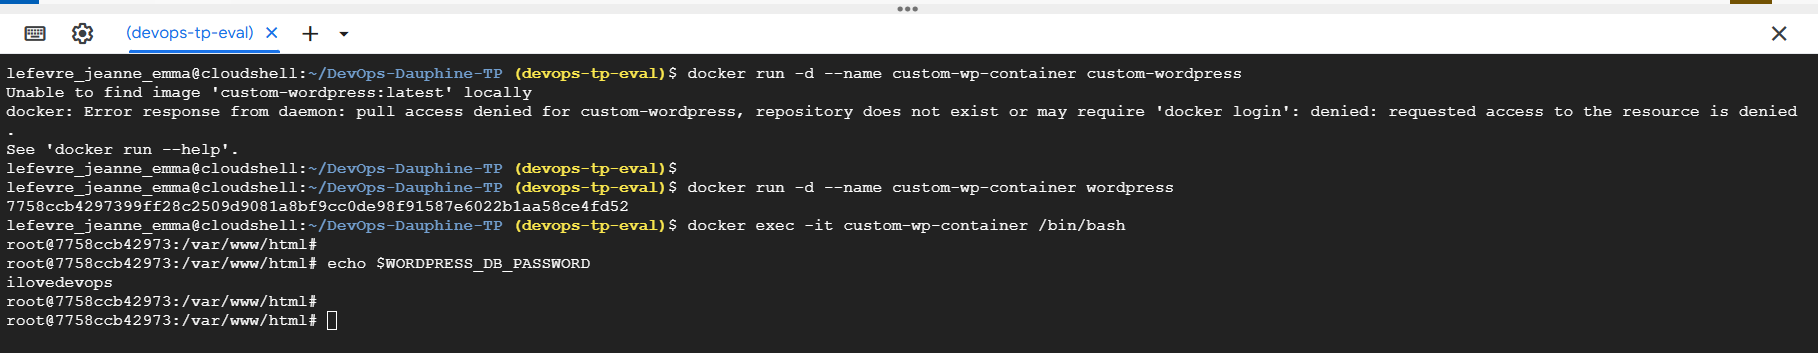 (devops-tp-eval)
lefevre_jeanne_emma@cloudshell:~/DevOps-Dauphine-TP (devops-tp-eval)$ docker run -d --name custom-wp-container custom-wordpress
Unable to find image 'custom-wordpress:latest' locally
docker: Error response from daemon: pull access denied for custom-wordpress, repository does not exist or may require 'docker login': denied: requested access to the resource is denied
.
See 'docker run --help'.
lefevre_jeanne_emma@cloudshell:~/DevOps-Dauphine-TP (devops-tp-eval)$
lefevre_jeanne_emma@cloudshell:~/DevOps-Dauphine-TP (devops-tp-eval)$ docker run -d --name custom-wp-container wordpress
7758ccb4297399ff28c2509d9081a8bf9cc0de98f91587e6022b1aa58ce4fd52
lefevre_jeanne_emma@cloudshell:~/DevOps-Dauphine-TP (devops-tp-eval)$ docker exec -it custom-wp-container /bin/bash
root@7758ccb42973:/var/www/html#
root@7758ccb42973:/var/www/html# echo $WORDPRESS_DB_PASSWORD
ilovedevops
root@7758ccb42973:/var/www/html#
root@7758ccb42973:/var/www/html#